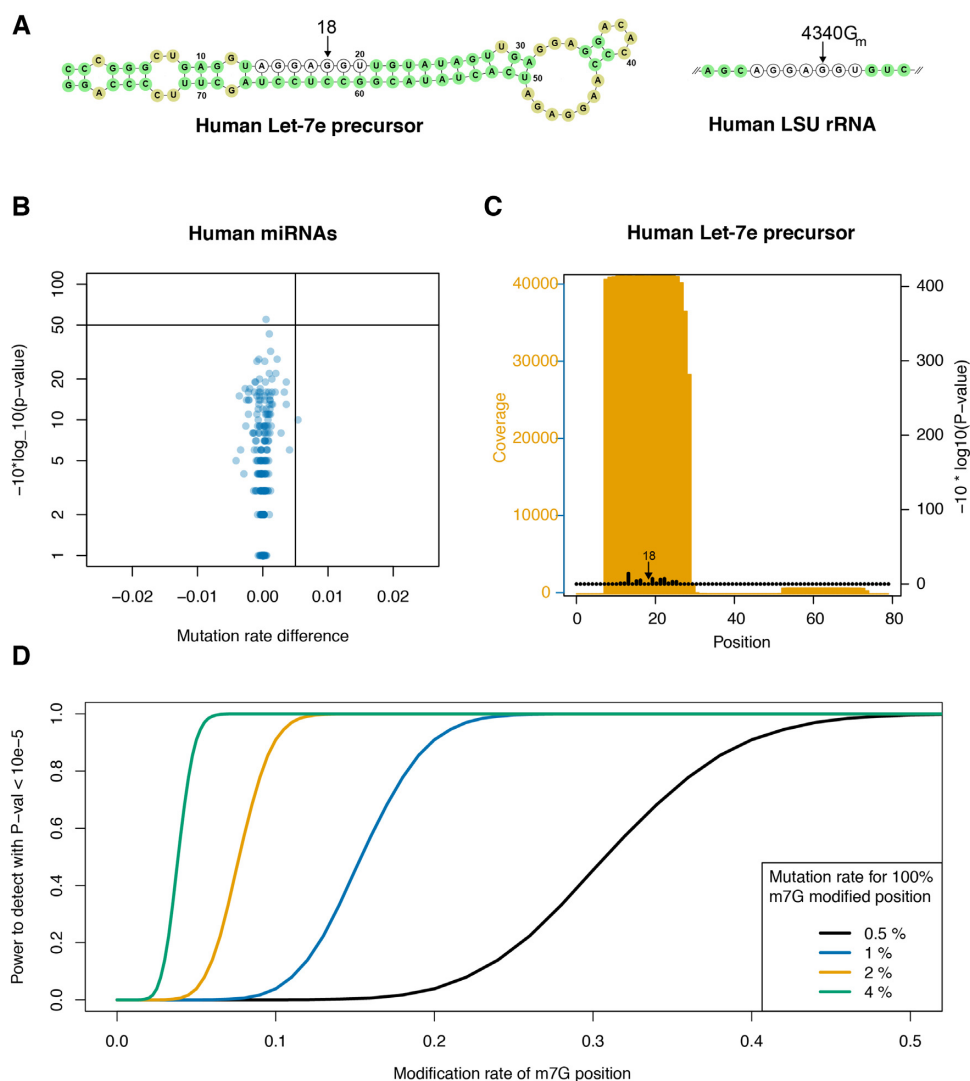 A
18
4340Gm
10
20
30
40
50
60
70
C C C G G G C U G A G G U A G G A G G U U G U A U A G U U G A G G A G G A C A C C C A A G G A G A U C A C U A U A C G G C C U C C U A G C U U U C C C C A G G
// A G C A G G A G G U G U C //
Human Let-7e precursor
Human LSU rRNA
B
Human miRNAs
−10*log_10(p−value)
100
50
20
10
5
2
1
−0.02 −0.01 0.00 0.01 0.02
Mutation rate difference
C
Human Let-7e precursor
Coverage
40000
30000
20000
10000
0
18
400
300
200
100
0
−10 * log10(P−value)
0 20 40 60 80
Position
D
Power to detect with P−val < 10e−5
1.0
0.8
0.6
0.4
0.2
0.0
Mutation rate for 100%
m7G modified position
0.5 %
1 %
2 %
4 %
0.0 0.1 0.2 0.3 0.4 0.5
Modification rate of m7G position